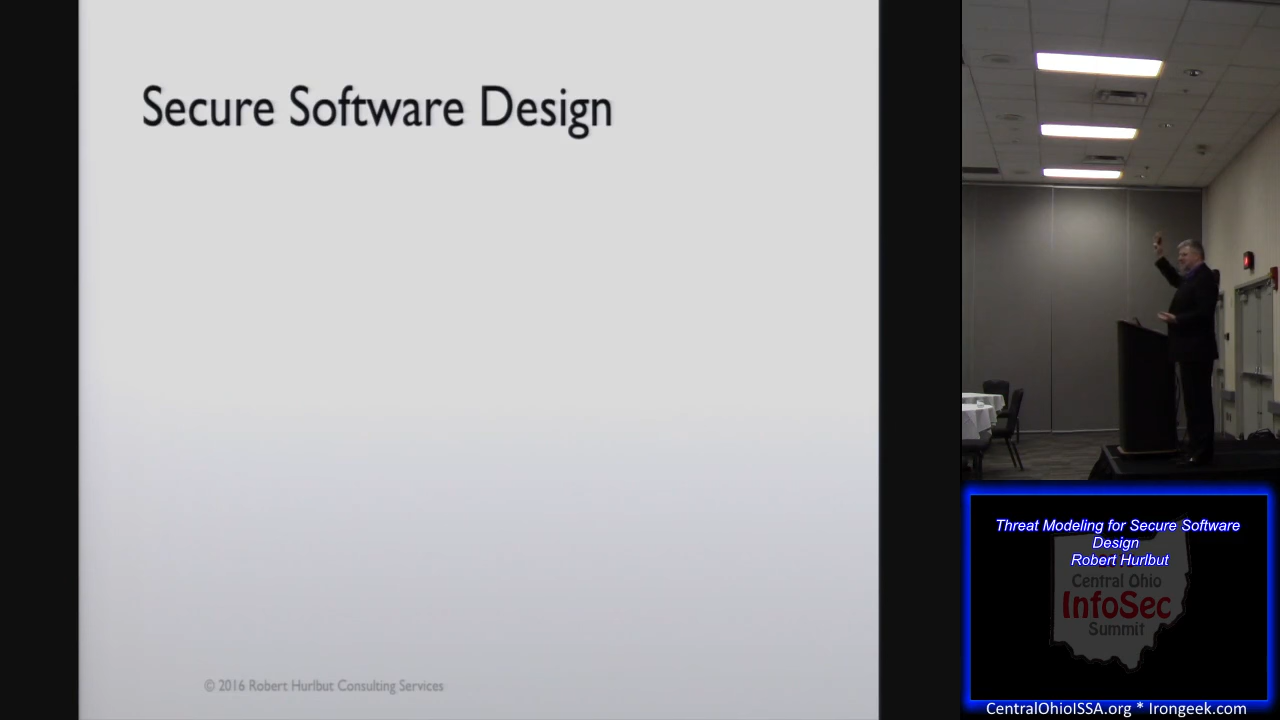 Secure Software Design
© 2016 Robert Hurlbut Consulting Services
Threat Modeling for Secure Software
Design
Robert Hurlbut
Central Ohio
InfoSec
Summit
CentralOhioISSA.org * Irongeek.com